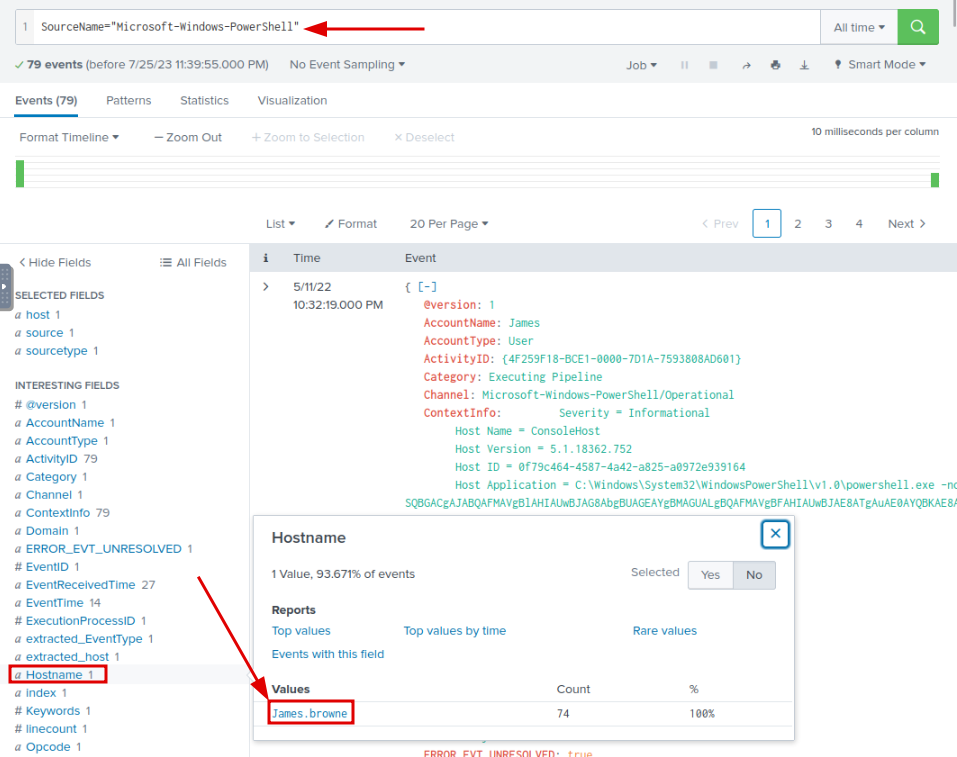 1 SourceName="Microsoft-Windows-PowerShell" All time
79 events (before 7/25/23 11:39:55.000 PM) No Event Sampling Job Smart Mode
Events (79) Patterns Statistics Visualization
Format Timeline — Zoom Out + Zoom to Selection × Deselect 10 milliseconds per column
List Format 20 Per Page < Prev 1 2 3 4 Next >
< Hide Fields All Fields i Time Event
SELECTED FIELDS
a host 1
a source 1
a sourcetype 1
INTERESTING FIELDS
# @version 1
a AccountName 1
a AccountType 1
a ActivityID 79
a Category 1
a Channel 1
a ContextInfo 79
a Domain 1
a ERROR_EVT_UNRESOLVED 1
# EventID 1
a EventReceivedTime 27
a EventTime 14
# ExecutionProcessID 1
a extracted_EventType 1
a extracted_host 1
a Hostname 1
a index 1
# Keywords 1
# linecount 1
a Opcode 1
> 5/11/22
10:32:19.000 PM
{ [-]
@version: 1
AccountName: James
AccountType: User
ActivityID: {4F259F18-BCE1-0000-7D1A-7593808AD601}
Category: Executing Pipeline
Channel: Microsoft-Windows-PowerShell/Operational
ContextInfo: Severity = Informational
Host Name = ConsoleHost
Host Version = 5.1.18362.752
Host ID = 0f79c464-4587-4a42-a825-a0972e939164
Host Application = C:\Windows\System32\WindowsPowerShell\v1.0\powershell.exe -no
SQBGACgAJABQAFMAVgBlAHIAUwBJAG8AbgBUAGEAYgBMAGUALgBQAFMAVgBFAHIAUwBJAE8ATgAuAE0AYQBKAE8A
Hostname
1 Value, 93.671% of events Selected Yes No
Reports
Top values Top values by time Rare values
Events with this field
Values Count %
James.browne 74 100%
ERROR_EVT_UNRESOLVED: true